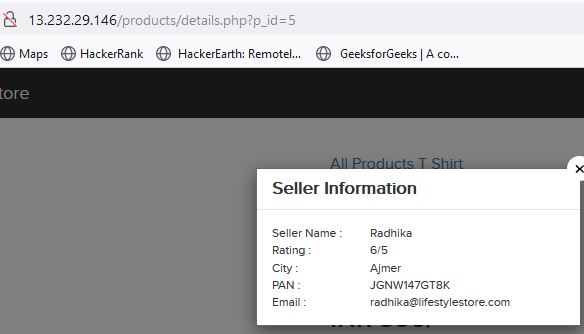 13.232.29.146/products/details.php?p_id=5
Maps HackerRank HackerEarth: Remotel... GeeksforGeeks | A co...
tore
All Products T Shirt
Seller Information
Seller Name : Radhika
Rating : 6/5
City : Ajmer
PAN : JGNW147GT8K
Email : radhika@lifestylestore.com